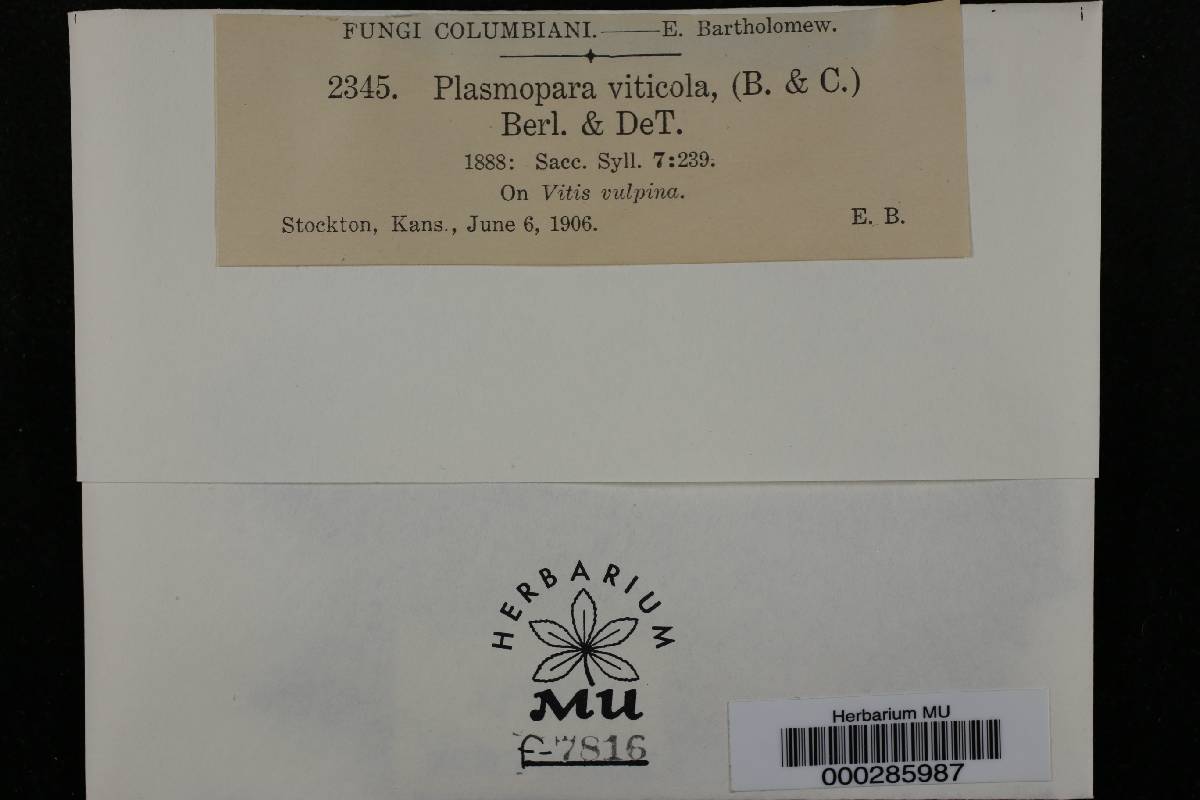 FUNGI COLUMBIANI.——E. Bartholomew.
2345. Plasmopara viticola, (B. & C.)
Berl. & DeT.
1888: Sacc. Syll. 7:239.
On Vitis vulpina.
Stockton, Kans., June 6, 1906. E. B.
HERBARIUM
MU
F-7816
Herbarium MU
000285987